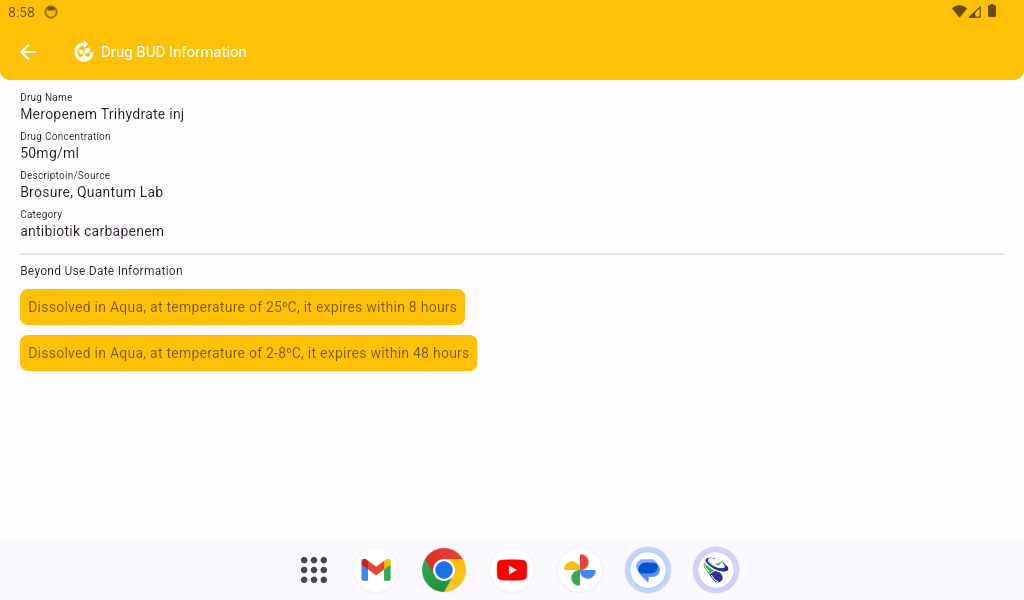 8:58
Drug BUD Information
Drug Name
Meropenem Trihydrate inj
Drug Concentration
50mg/ml
Descriptoin/Source
Brosure, Quantum Lab
Category
antibiotik carbapenem
Beyond Use Date Information
Dissolved in Aqua, at temperature of 25ºC, it expires within 8 hours
Dissolved in Aqua, at temperature of 2-8ºC, it expires within 48 hours